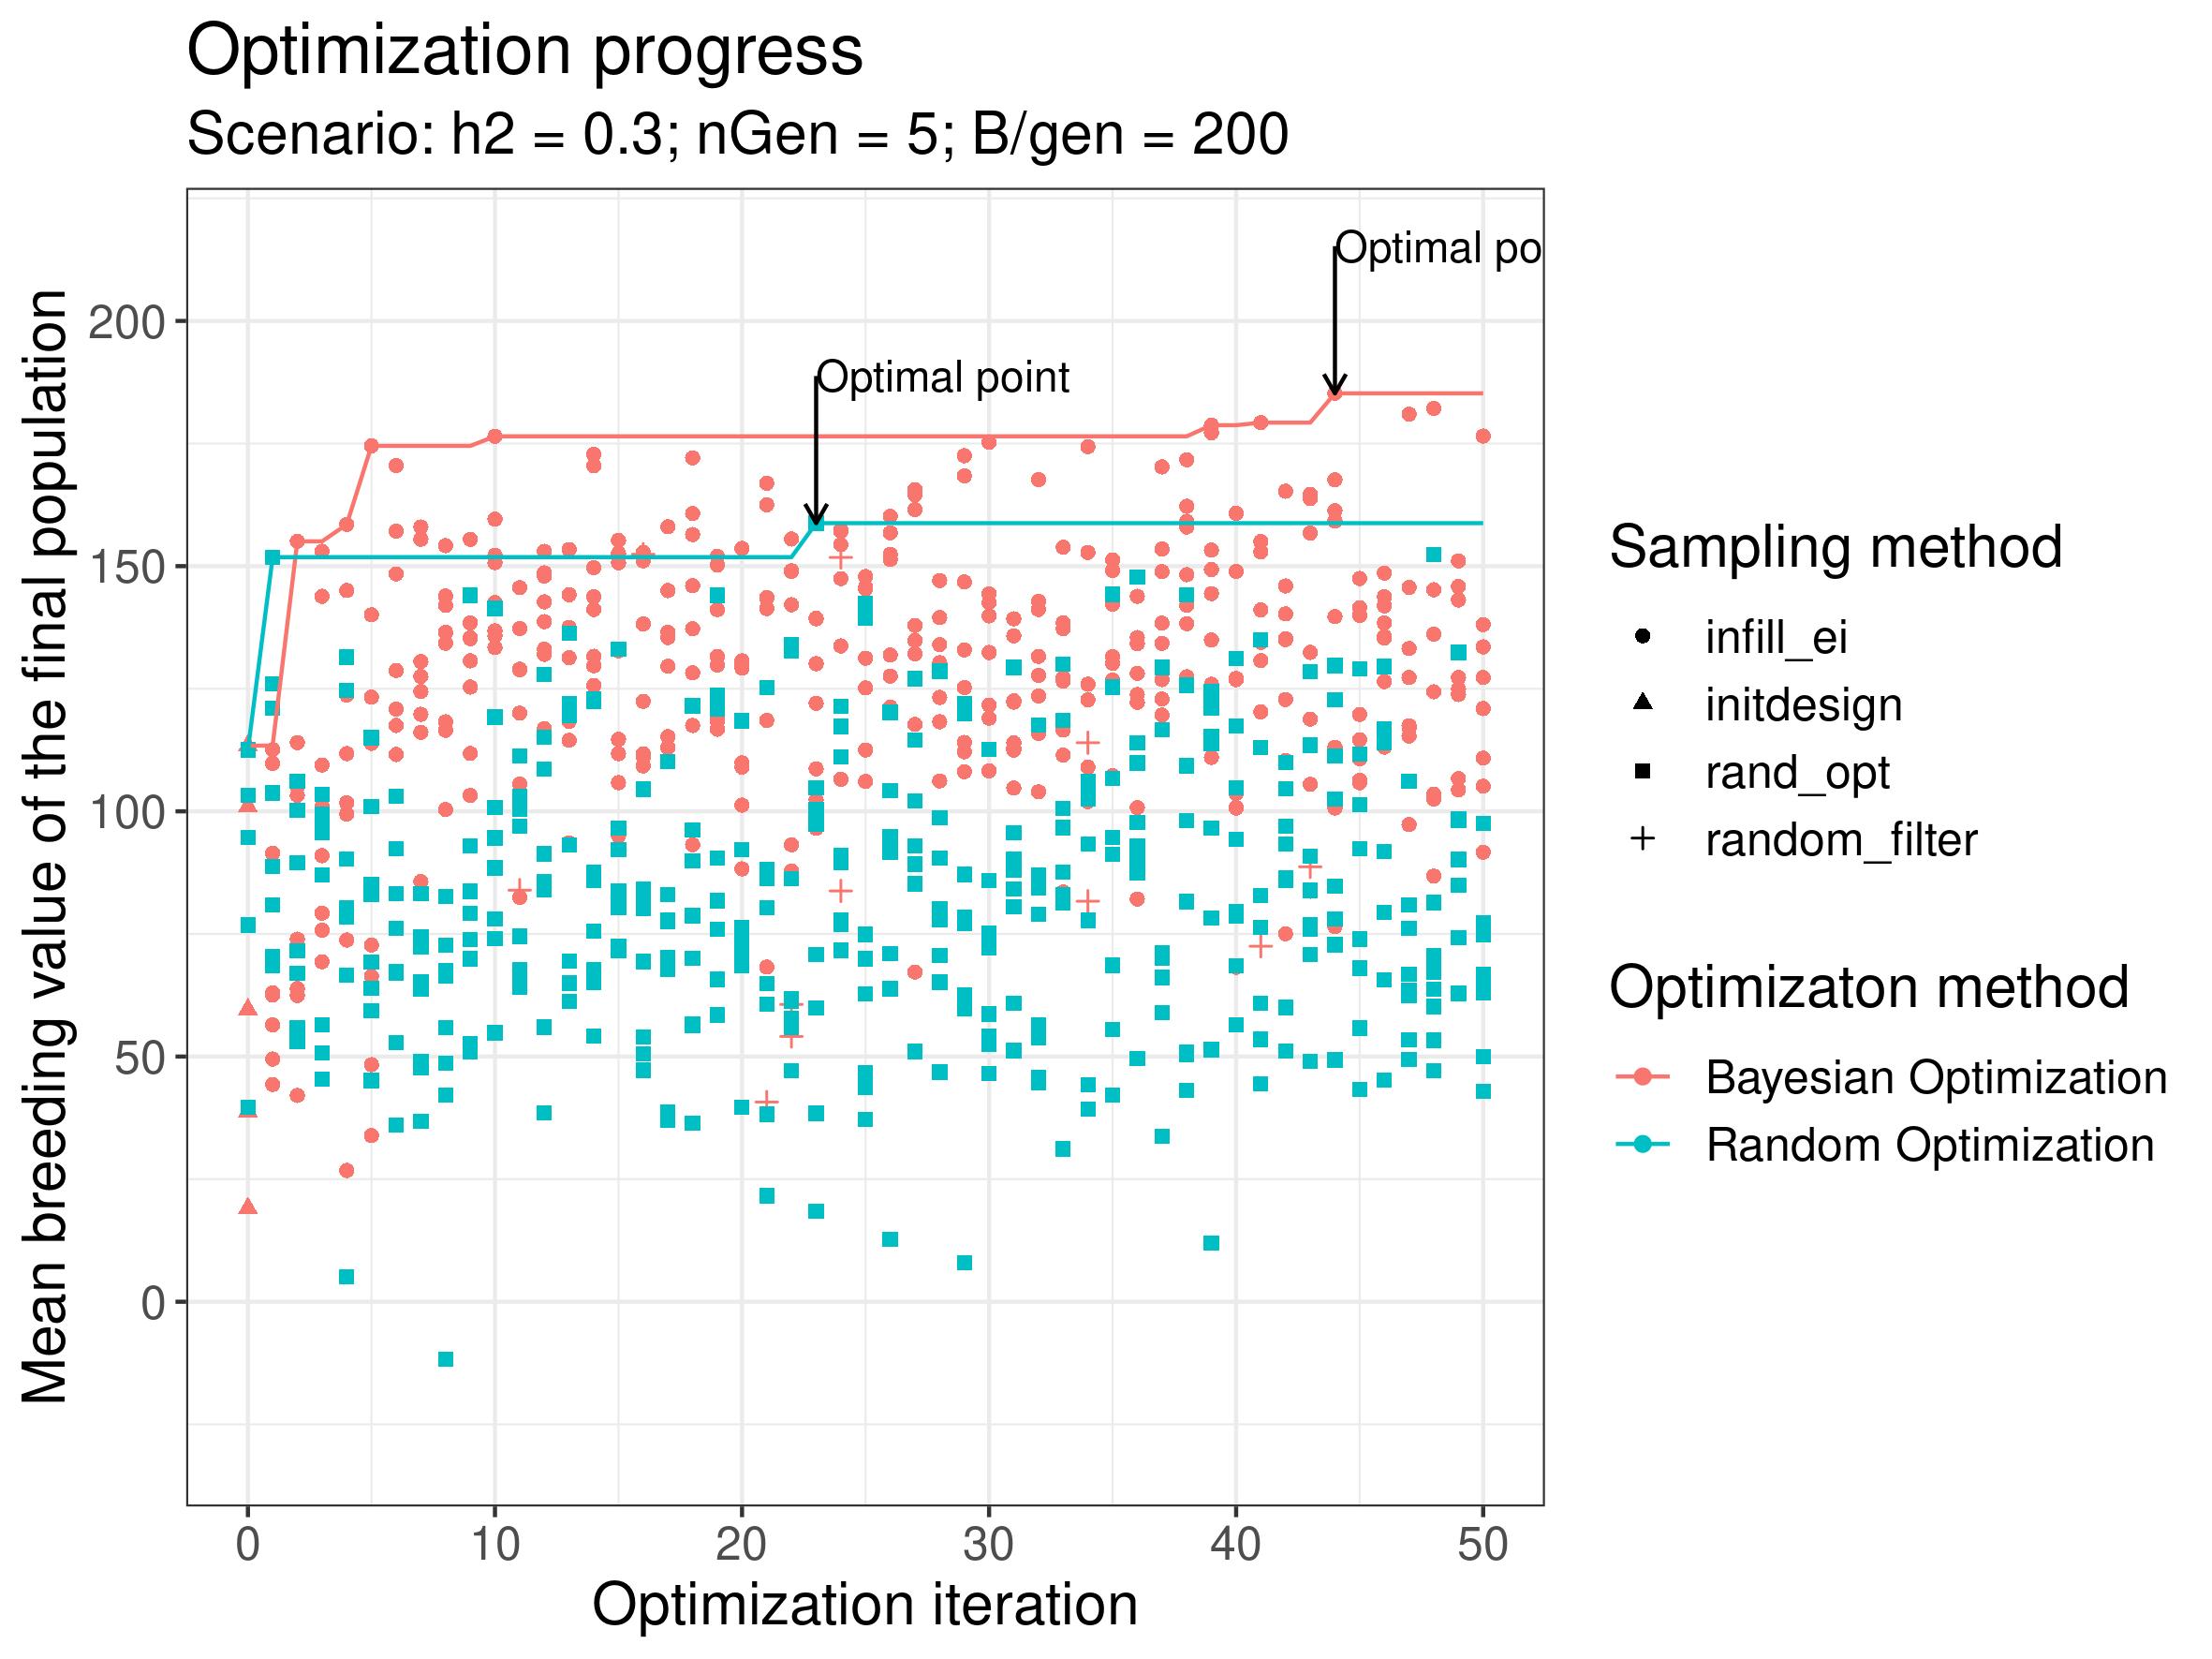 Optimization progress
Scenario: h2 = 0.3; nGen = 5; B/gen = 200
Mean breeding value of the final population
200
150
100
50
0
Optimal po
Optimal point
0 10 20 30 40 50
Optimization iteration
Sampling method
infill_ei
initdesign
rand_opt
random_filter
Optimizaton method
Bayesian Optimization
Random Optimization